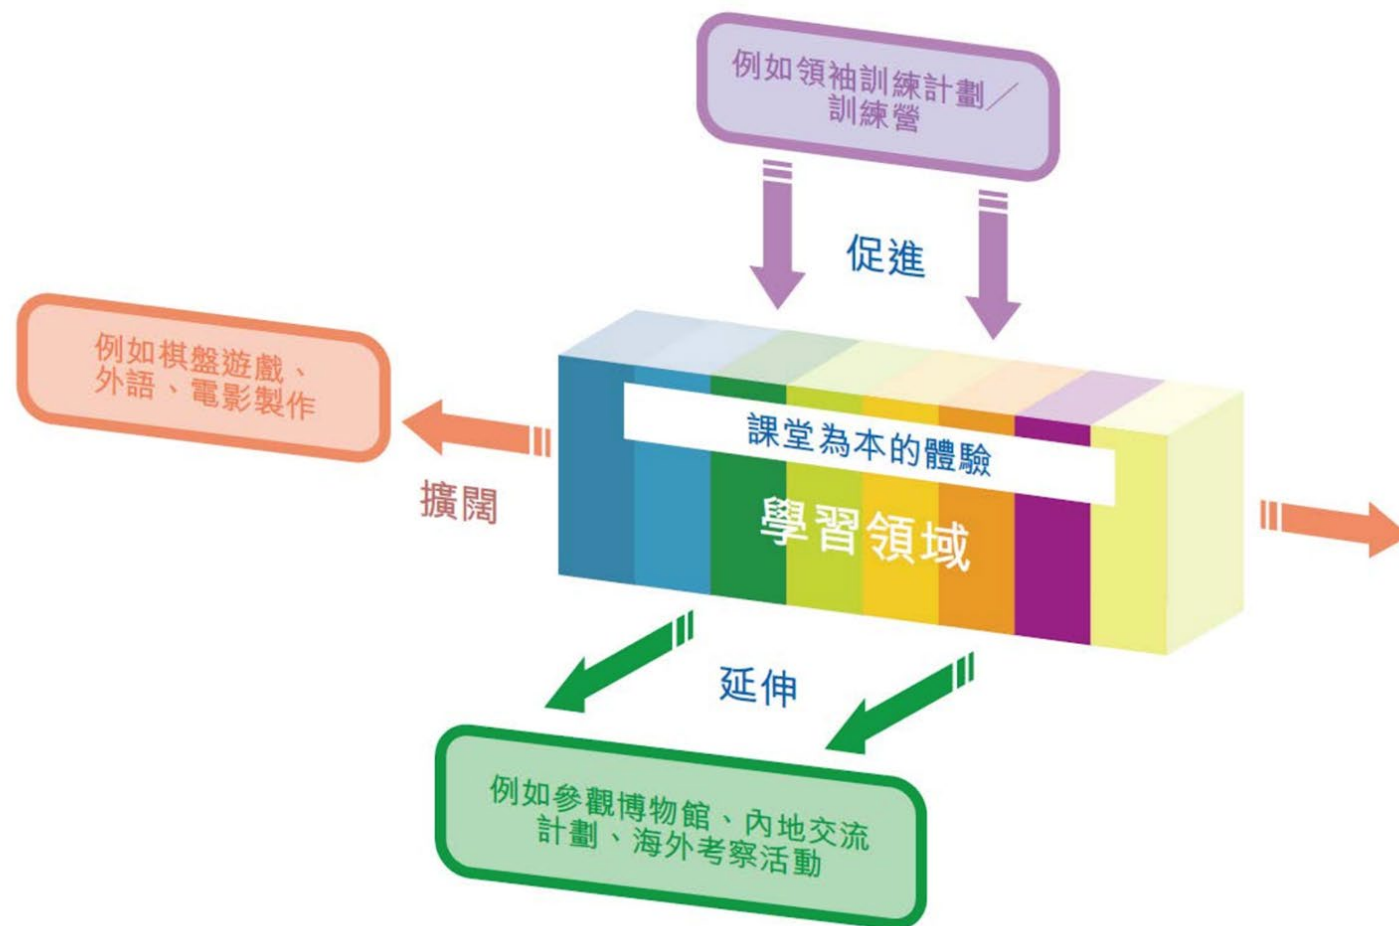 例如領袖訓練計劃／
訓練營
促進
例如棋盤遊戲、
外語、電影製作
擴闊
課堂為本的體驗
學習領域
延伸
例如參觀博物館、內地交流
計劃、海外考察活動